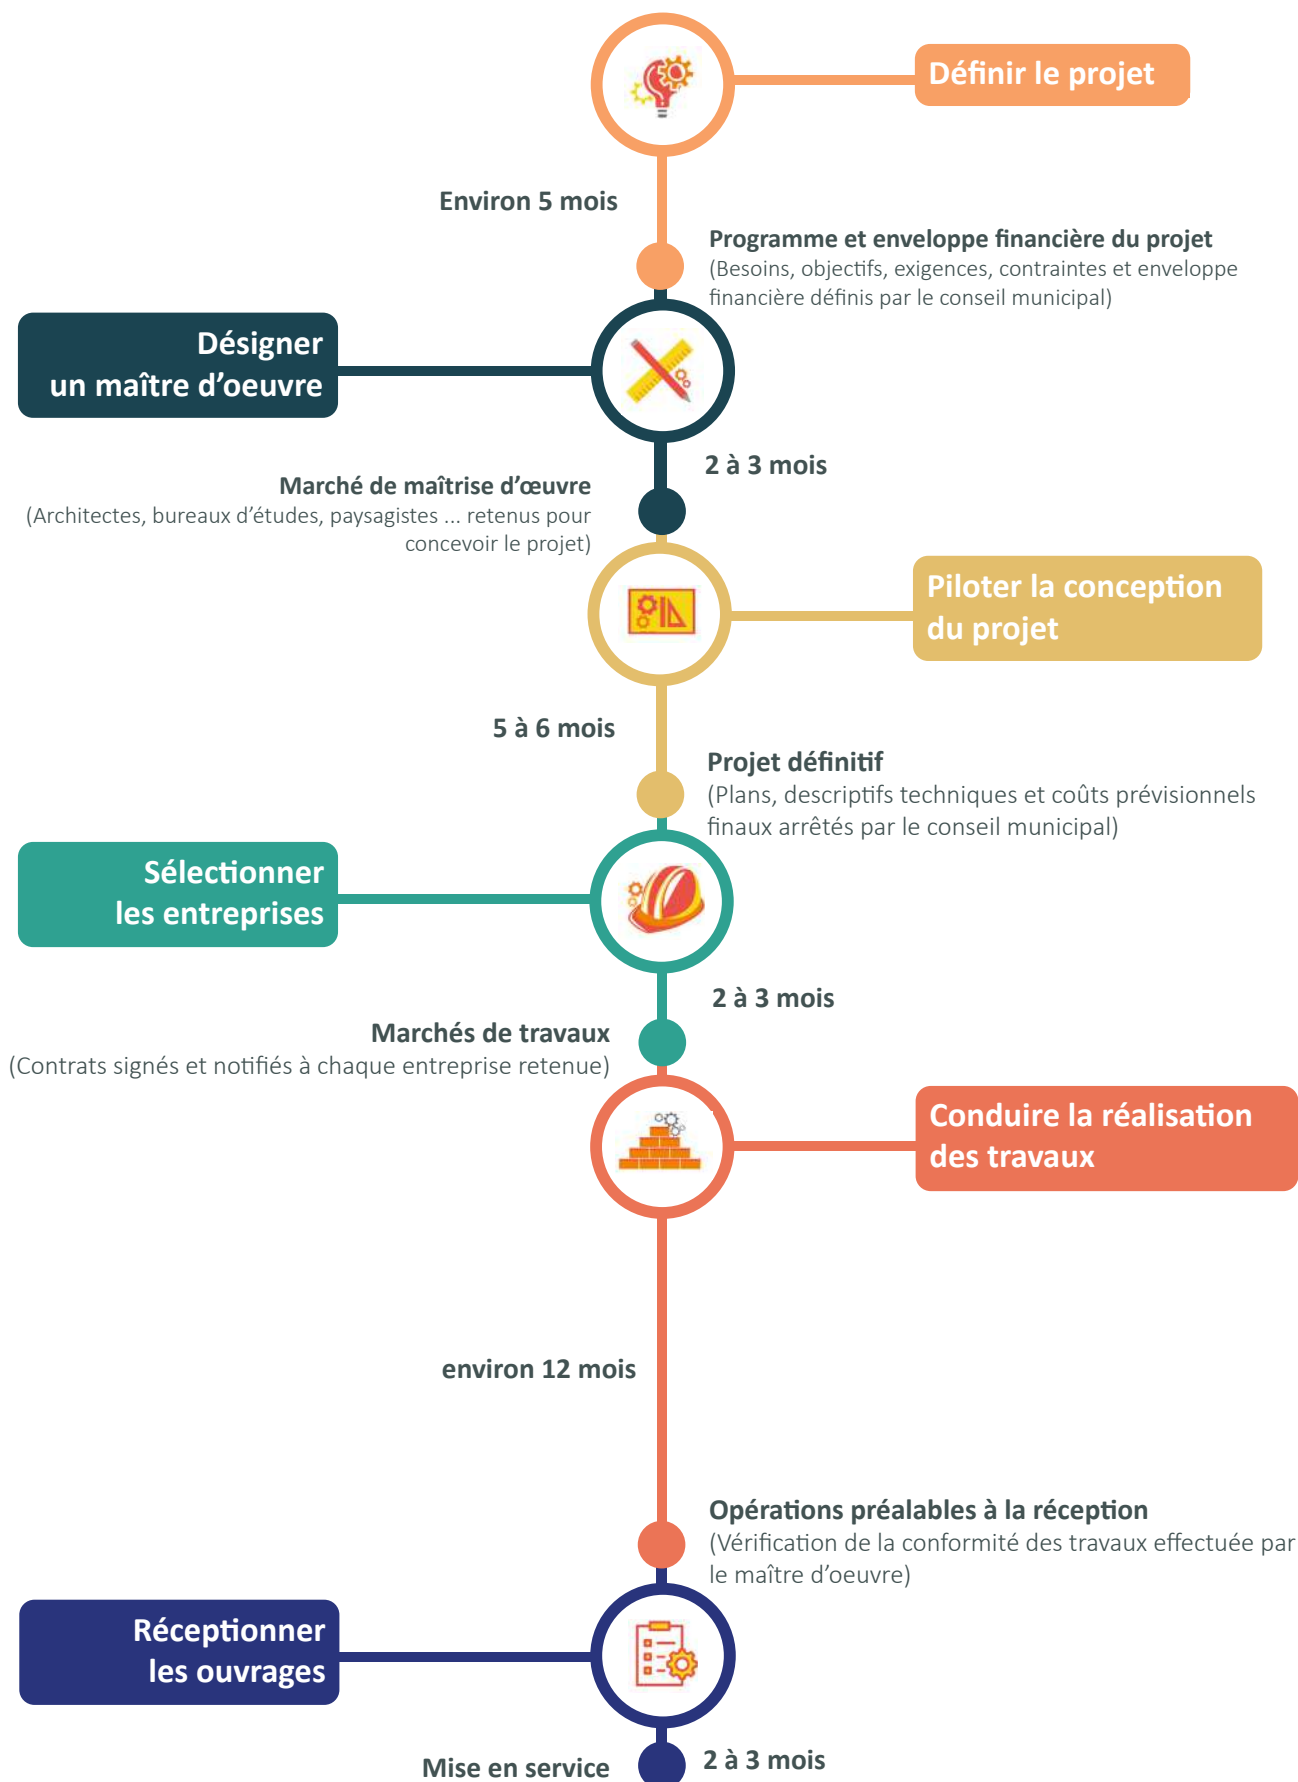 Définir le projet
Environ 5 mois
Programme et enveloppe financière du projet
(Besoins, objectifs, exigences, contraintes et enveloppe
financière définis par le conseil municipal)
Désigner
un maître d'oeuvre
2 à 3 mois
Marché de maîtrise d'œuvre
(Architectes, bureaux d'études, paysagistes ... retenus pour
concevoir le projet)
Piloter la conception
du projet
5 à 6 mois
Projet définitif
(Plans, descriptifs techniques et coûts prévisionnels
finaux arrêtés par le conseil municipal)
Sélectionner
les entreprises
2 à 3 mois
Marchés de travaux
(Contrats signés et notifiés à chaque entreprise retenue)
Conduire la réalisation
des travaux
environ 12 mois
Opérations préalables à la réception
(Vérification de la conformité des travaux effectuée par
le maître d'oeuvre)
Réceptionner
les ouvrages
2 à 3 mois
Mise en service